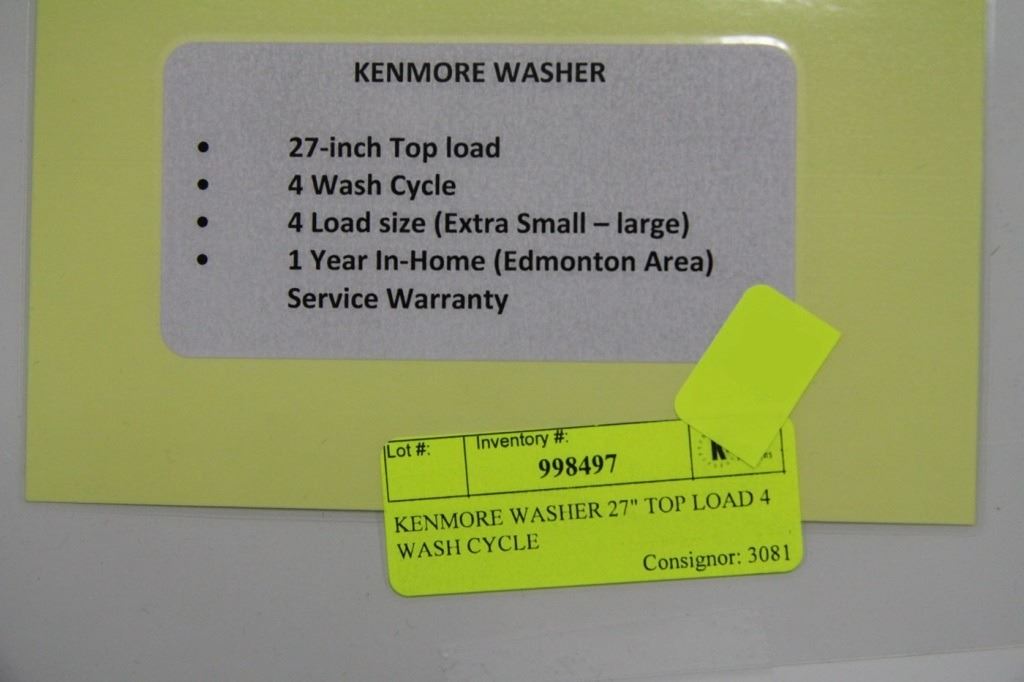 KENMORE WASHER
• 27-inch Top load
• 4 Wash Cycle
• 4 Load size (Extra Small – large)
• 1 Year In-Home (Edmonton Area)
Service Warranty
Lot #: Inventory #:
998497
KENMORE WASHER 27" TOP LOAD 4
WASH CYCLE
Consignor: 3081